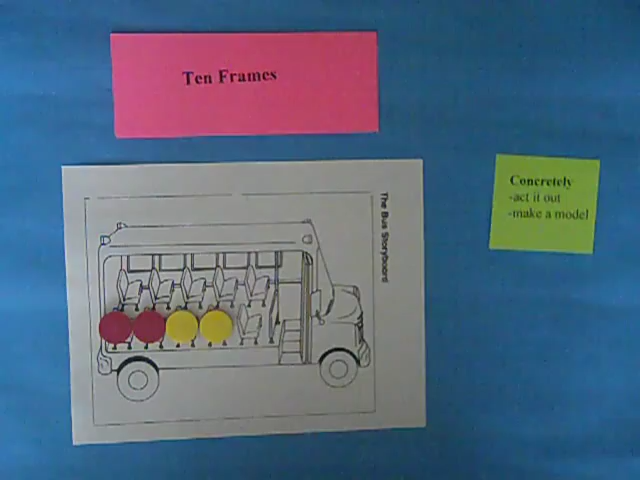 Ten Frames
Concretely
-act it out
-make a model
The Bus Storyboard